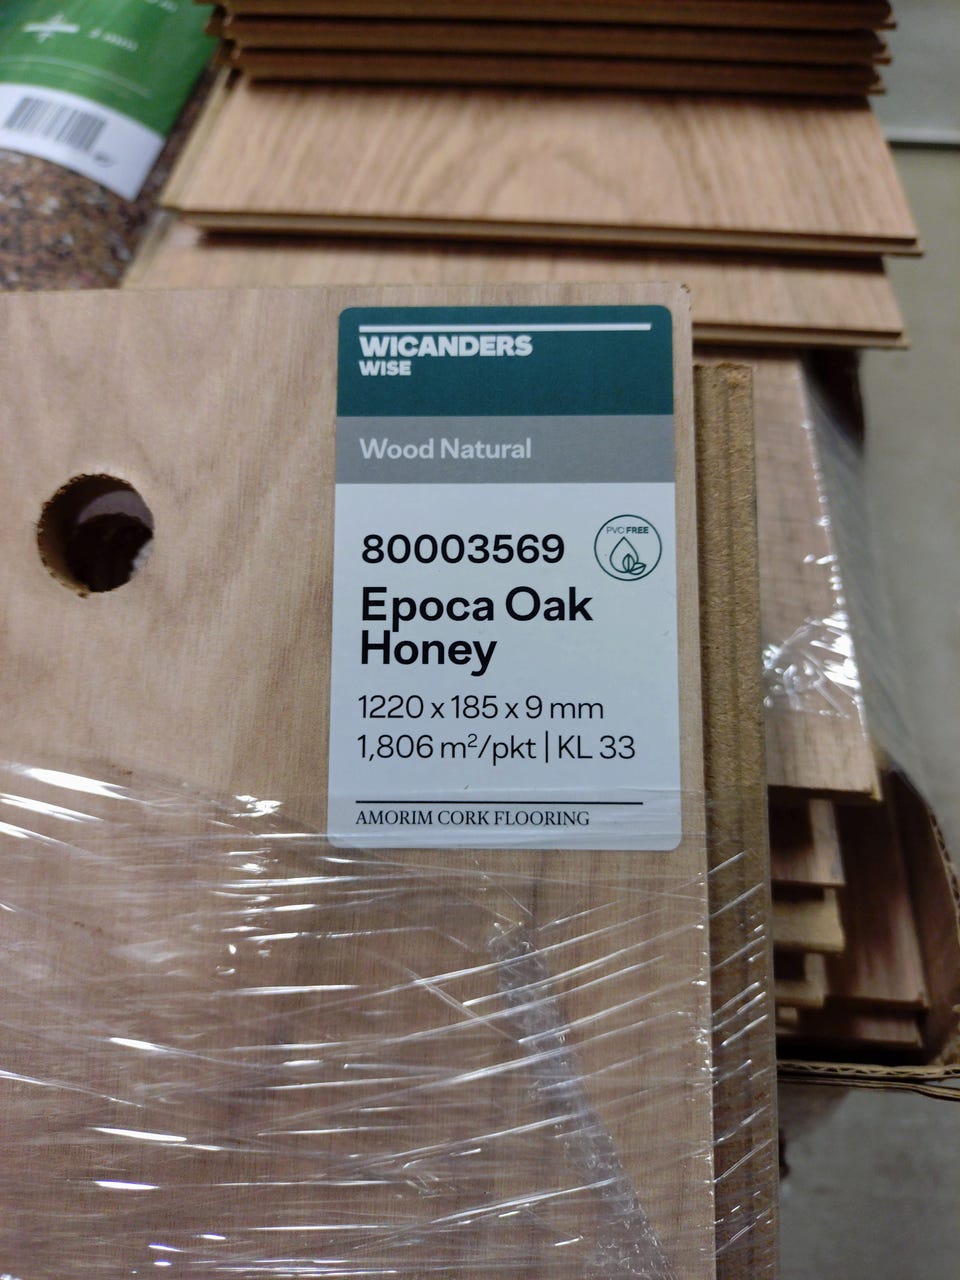 WICANDERS
WISE
Wood Natural
80003569
PVC FREE
Epoca Oak
Honey
1220 x 185 x 9 mm
1,806 m²/pkt | KL 33
AMORIM CORK FLOORING